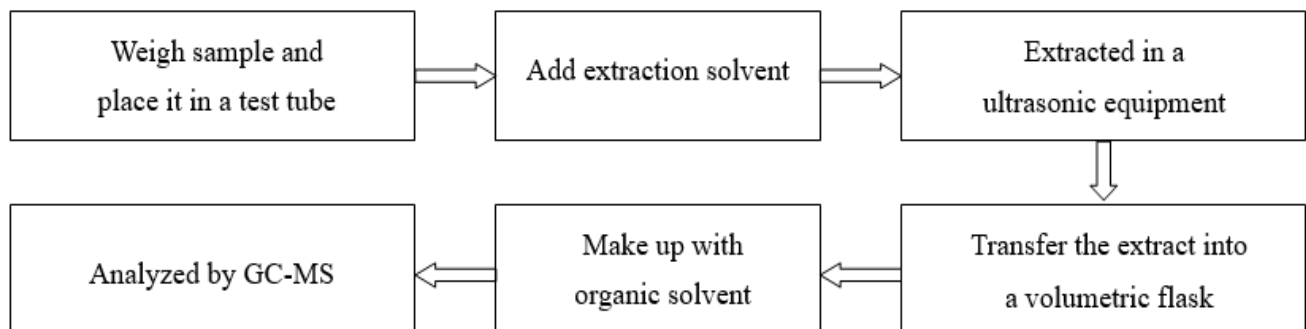 Weigh sample and
place it in a test tube
Add extraction solvent
Extracted in a
ultrasonic equipment
Transfer the extract into
a volumetric flask
Make up with
organic solvent
Analyzed by GC-MS